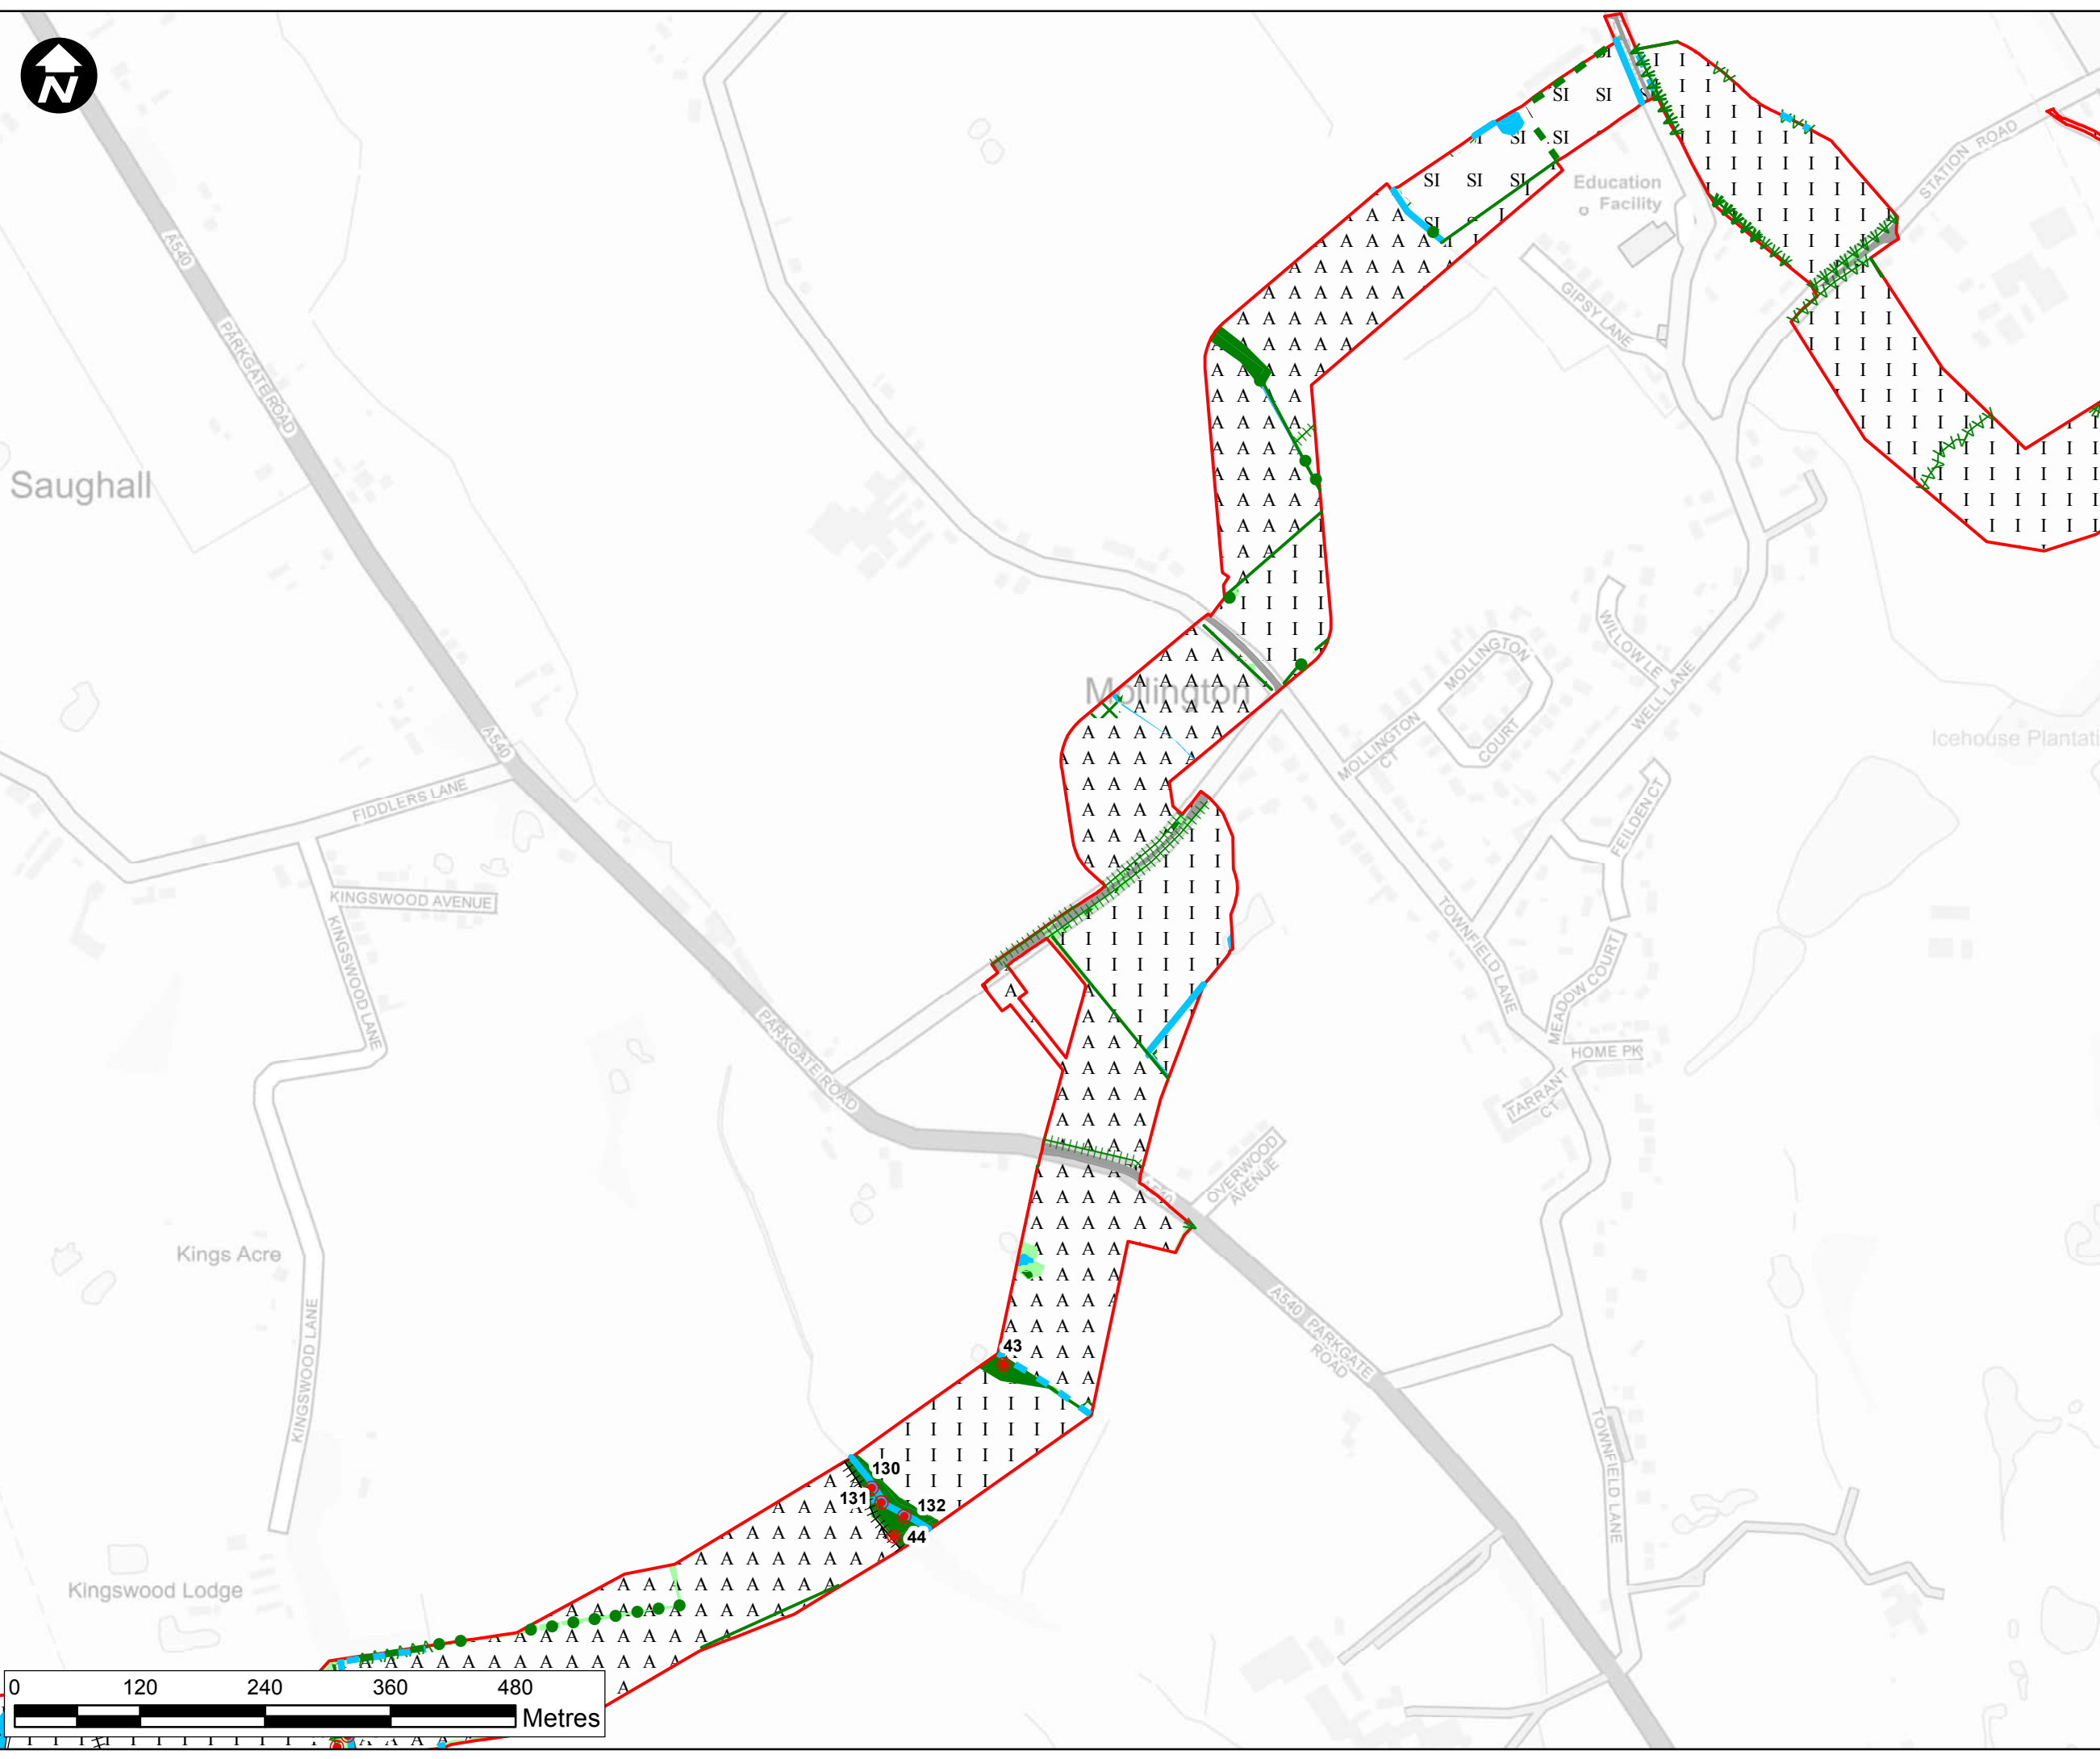 N
A540
PARKGATE ROAD
Saughall
STATION ROAD
Education
Facility
GIPSY LANE
Mollington
MOLLINGTON
COURT
MOLLINGTON
CT
WILLOW LE
WELL LANE
Icehouse Plantati
A540
FIDDLERS LANE
KINGSWOOD AVENUE
KINGSWOOD LANE
FEILDEN CT
TOWNFIELD LANE
MEADOW COURT
HOME PK
TARRANT
CT
PARKGATE ROAD
OVERWOOD
AVENUE
Kings Acre
KINGSWOOD LANE
A540 PARKGATE
ROAD
TOWNFIELD LANE
43
130
131
132
44
Kingswood Lodge
0 120 240 360 480
Metres